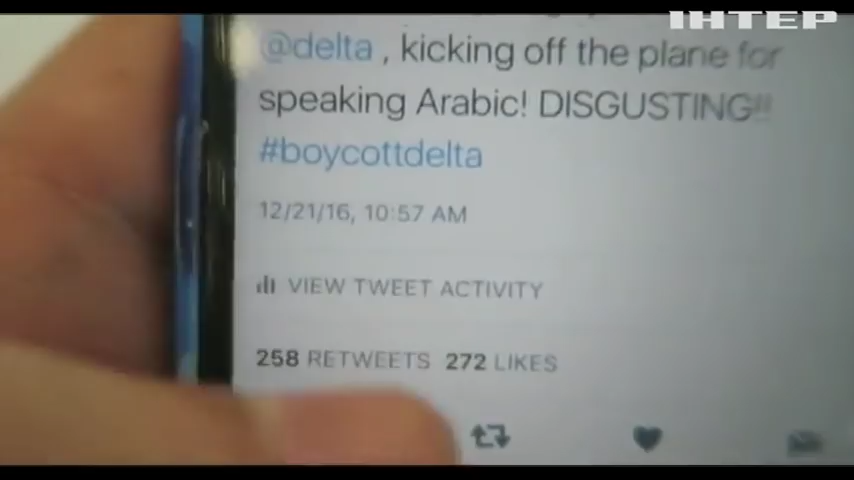 ІНТЕР
@delta , kicking off the plane for
speaking Arabic! DISGUSTING!!
#boycottdelta
12/21/16, 10:57 AM
VIEW TWEET ACTIVITY
258 RETWEETS 272 LIKES